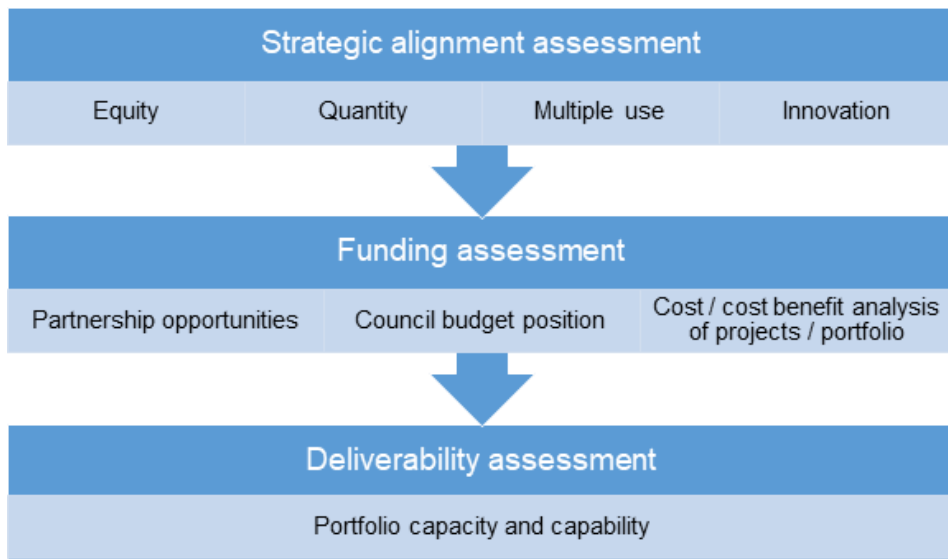 Strategic alignment assessment
Equity
Quantity
Multiple use
Innovation
Funding assessment
Partnership opportunities
Council budget position
Cost / cost benefit analysis
of projects / portfolio
Deliverability assessment
Portfolio capacity and capability